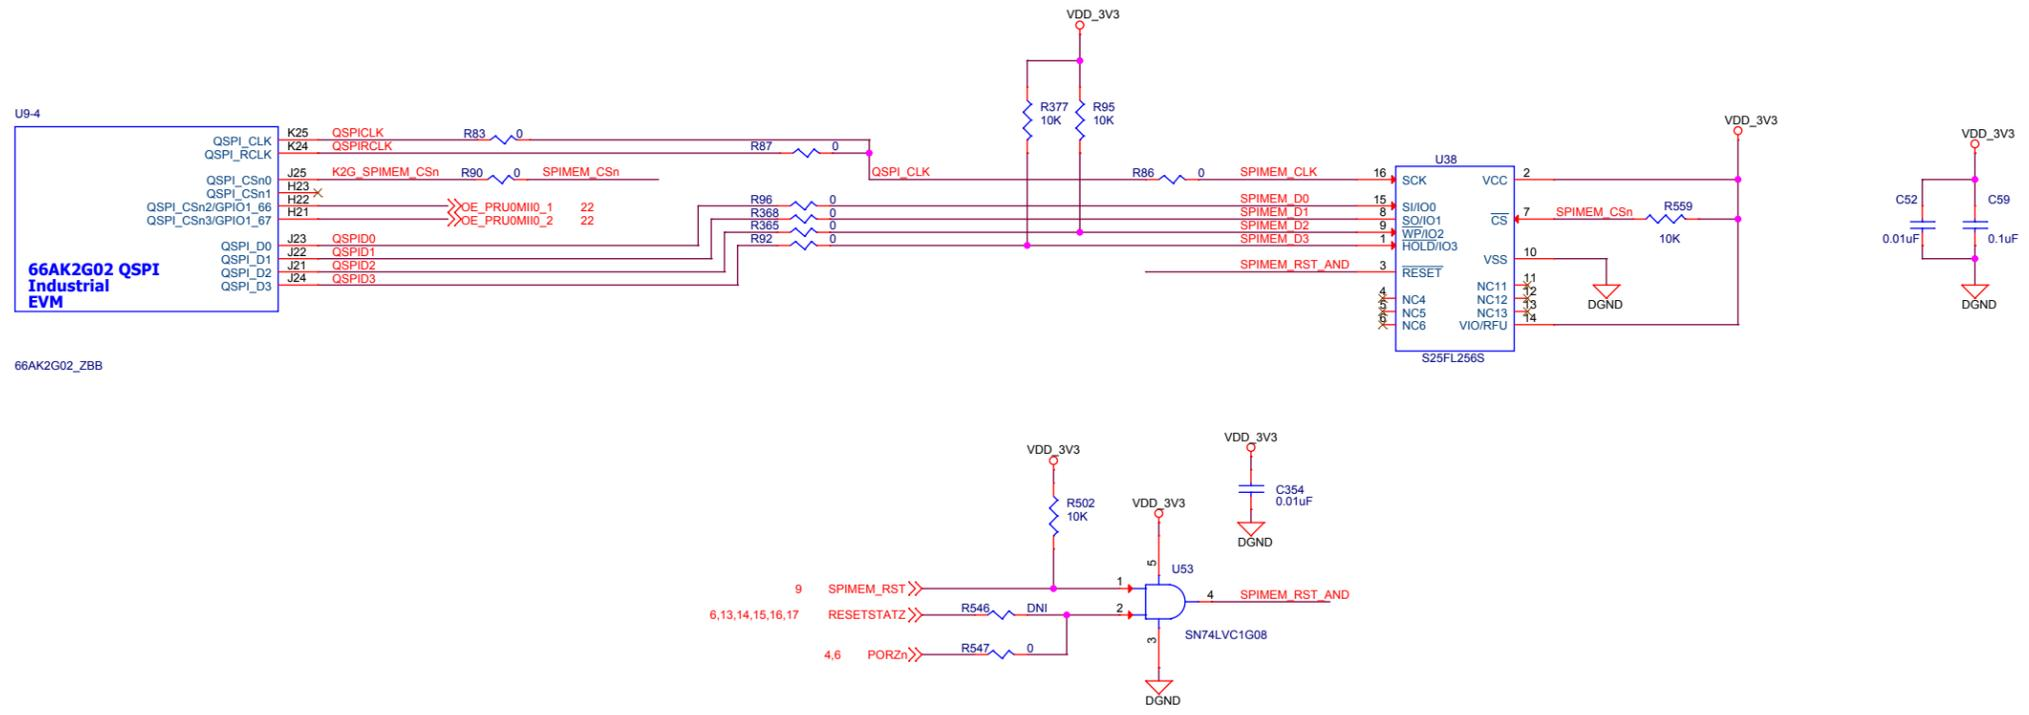 VDD_3V3
R377
10K
R95
10K
U9-4
QSPI_CLK K25 QSPICLK R83 0
QSPI_RCLK K24 QSPIRCLK R87 0
QSPI_CLK R86 0 SPIMEM_CLK
QSPI_CSn0 J25 K2G_SPIMEM_CSn R90 0 SPIMEM_CSn
QSPI_CSn1 H23
QSPI_CSn2/GPIO1_66 H22 OE_PRU0MII0_1 22
QSPI_CSn3/GPIO1_67 H21 OE_PRU0MII0_2 22
R96 0 SPIMEM_D0
R368 0 SPIMEM_D1
R365 0 SPIMEM_D2
R92 0 SPIMEM_D3
QSPI_D0 J23 QSPID0
QSPI_D1 J22 QSPID1
QSPI_D2 J21 QSPID2
QSPI_D3 J24 QSPID3
66AK2G02 QSPI
Industrial
EVM
66AK2G02_ZBB
SPIMEM_RST_AND
U38
16 SCK
15 SI/IO0
8 SO/IO1
9 WP/IO2
1 HOLD/IO3
3 RESET
4 NC4
5 NC5
6 NC6
VCC 2
CS 7 SPIMEM_CSn R559
10K
VSS 10
NC11 11
NC12 12
NC13 13
VIO/RFU 14
S25FL256S
VDD_3V3
DGND
VDD_3V3
C52
0.01uF
C59
0.1uF
DGND
VDD_3V3
R502
10K
VDD_3V3
C354
0.01uF
DGND
VDD_3V3
5
U53
9 SPIMEM_RST 1
6,13,14,15,16,17 RESETSTATZ R546 DNI 2
4,6 PORZn R547 0
4 SPIMEM_RST_AND
SN74LVC1G08
3
DGND